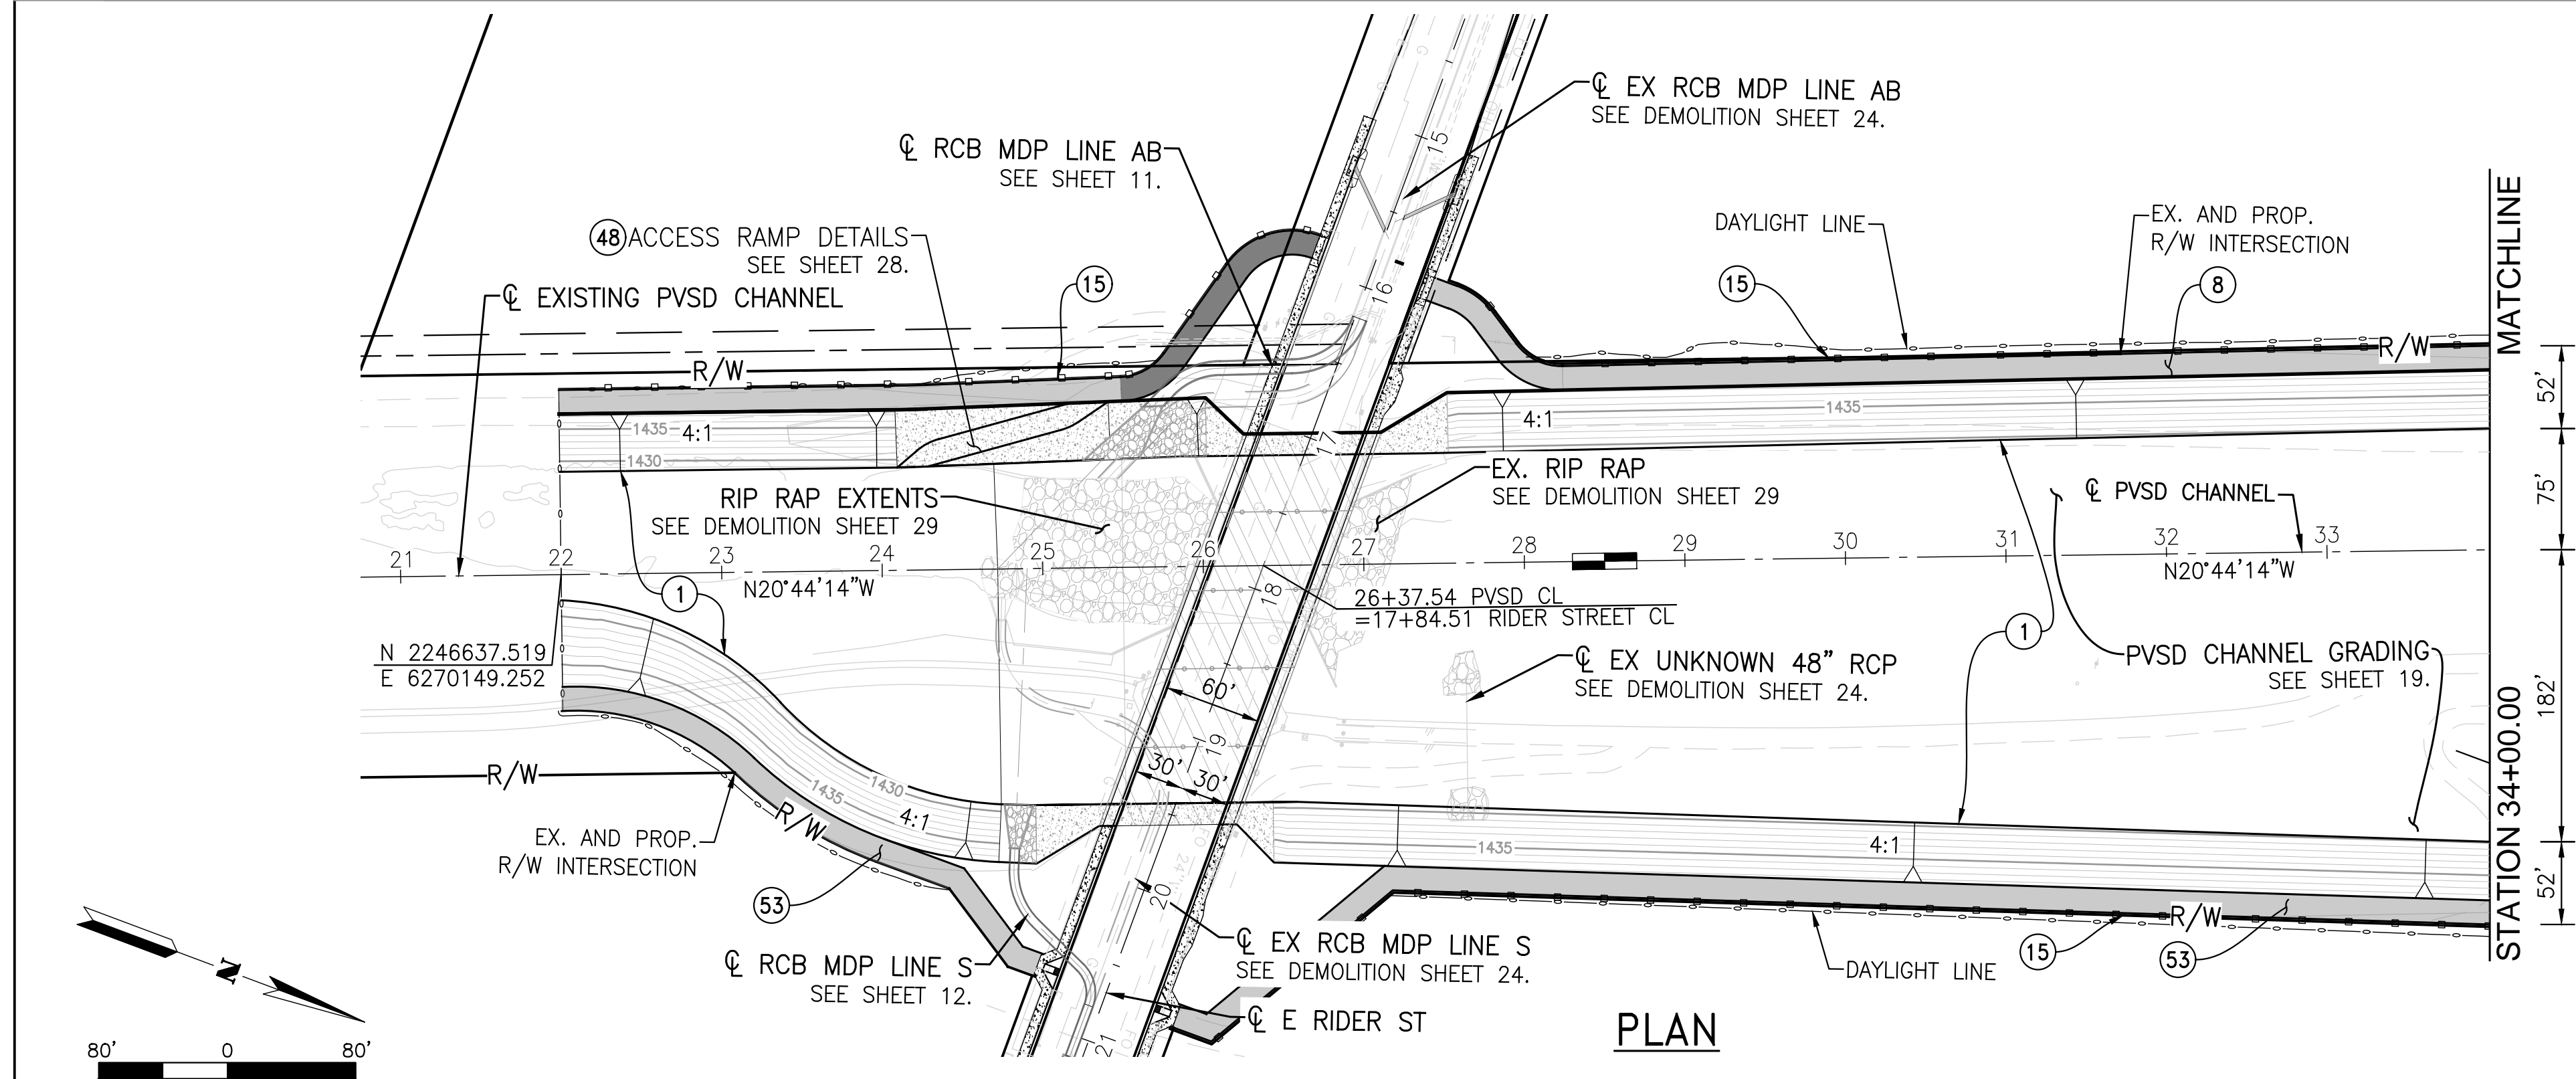 ℄ EX RCB MDP LINE AB
SEE DEMOLITION SHEET 24.
℄ RCB MDP LINE AB
SEE SHEET 11.
48 ACCESS RAMP DETAILS
SEE SHEET 28.
℄ EXISTING PVSD CHANNEL
15
DAYLIGHT LINE
15
EX. AND PROP.
R/W INTERSECTION
8
MATCHLINE
STATION 34+00.00
R/W
R/W
15
16
17
18
19
20
21
1435
4:1
1430
4:1
1435
52'
75'
182'
52'
RIP RAP EXTENTS
SEE DEMOLITION SHEET 29
EX. RIP RAP
SEE DEMOLITION SHEET 29
℄ PVSD CHANNEL
21
22
23
24
25
26
27
28
29
30
31
32
33
N20°44'14"W
N20°44'14"W
1
26+37.54 PVSD CL
=17+84.51 RIDER STREET CL
1
N 2246637.519
E 6270149.252
℄ EX UNKNOWN 48" RCP
SEE DEMOLITION SHEET 24.
PVSD CHANNEL GRADING
SEE SHEET 19.
60'
30'
30'
R/W
1430
1435
4:1
R/W
EX. AND PROP.
R/W INTERSECTION
53
1435
4:1
R/W
℄ RCB MDP LINE S
SEE SHEET 12.
℄ EX RCB MDP LINE S
SEE DEMOLITION SHEET 24.
DAYLIGHT LINE
15
53
℄ E RIDER ST
PLAN
N
80'
0
80'